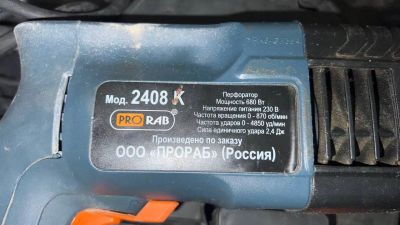 Мод. 2408 K
PRORAB
Перфоратор
Мощность 680 Вт
Напряжение питания 230 В
Частота вращения 0 - 870 об/мин
Частота ударов 0 - 4850 уд/мин
Сила единичного удара 2,4 Дж
Произведено по заказу
ООО «ПРОРАБ» (Россия)